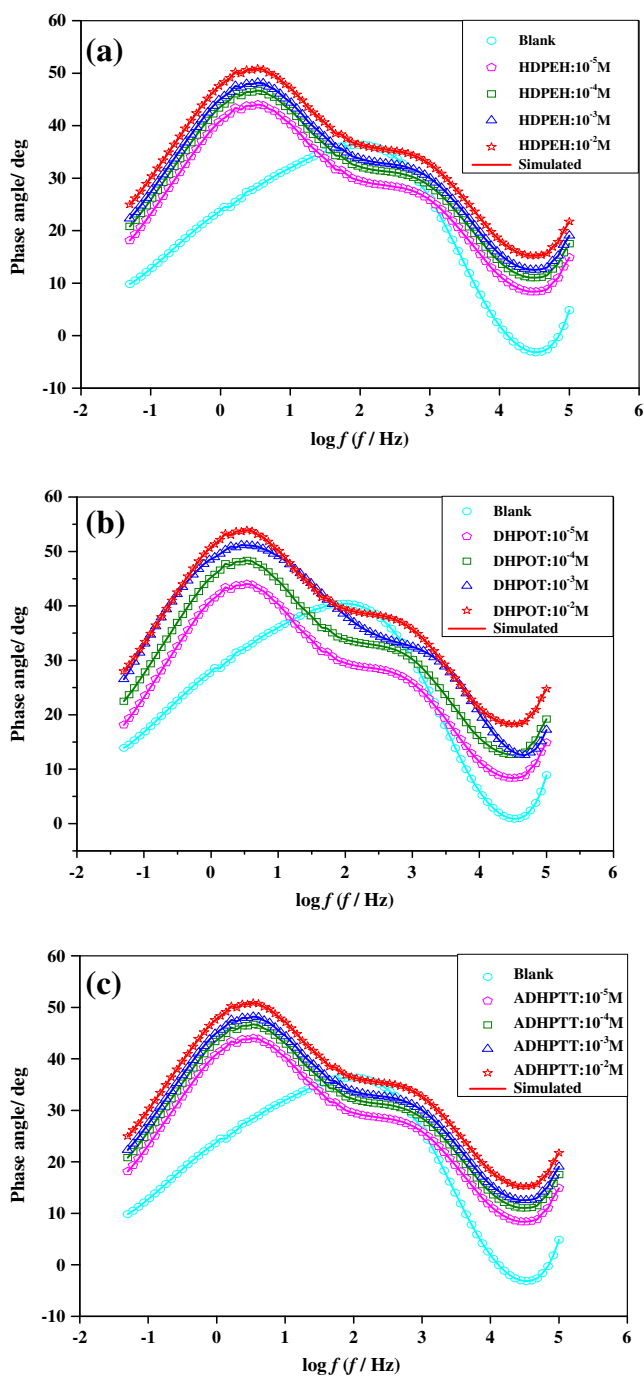 (a)
Blank
HDPEH:10⁻⁵M
HDPEH:10⁻⁴M
HDPEH:10⁻³M
HDPEH:10⁻²M
Simulated
60
50
40
30
20
10
0
-10
Phase angle/ deg
-2 -1 0 1 2 3 4 5 6
log f (f / Hz)
(b)
Blank
DHPOT:10⁻⁵M
DHPOT:10⁻⁴M
DHPOT:10⁻³M
DHPOT:10⁻²M
Simulated
60
50
40
30
20
10
0
Phase angle/ deg
-2 -1 0 1 2 3 4 5 6
log f (f / Hz)
(c)
Blank
ADHPTT:10⁻⁵M
ADHPTT:10⁻⁴M
ADHPTT:10⁻³M
ADHPTT:10⁻²M
Simulated
60
50
40
30
20
10
0
-10
Phase angle/ deg
-2 -1 0 1 2 3 4 5 6
log f (f / Hz)